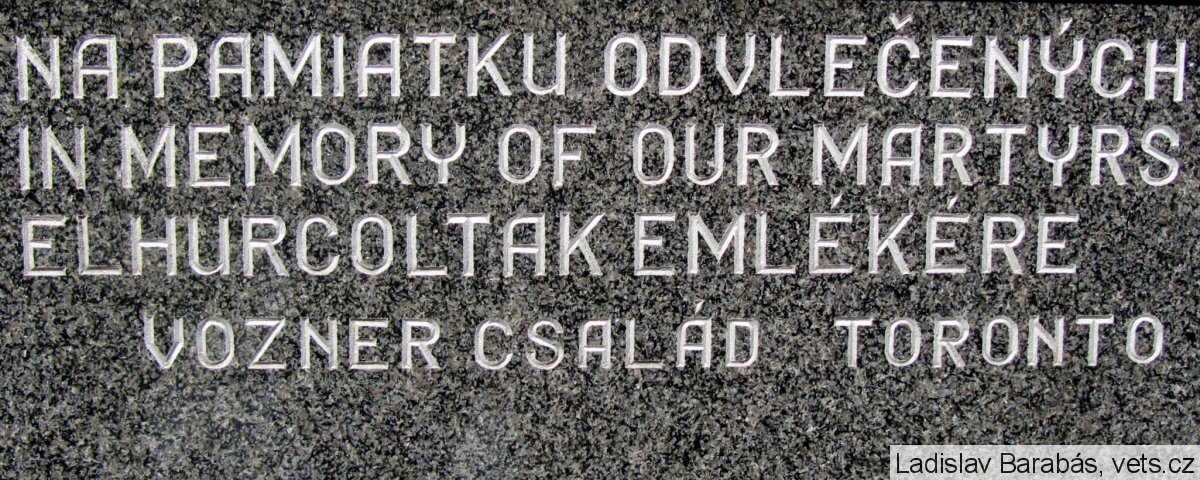 NA PAMIATKU ODVLEČENÝCH
IN MEMORY OF OUR MARTYRS
ELHURCOLTAK EMLÉKÉRE
VOZNER CSALÁD TORONTO
Ladislav Barabás, vets.cz